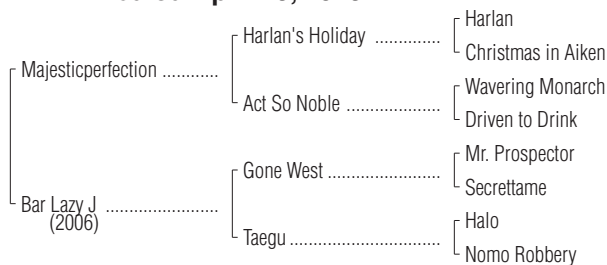 Harlan
Harlan's Holiday ..............
Christmas in Aiken
Majesticperfection ...........
Wavering Monarch
Act So Noble .....................
Driven to Drink
Mr. Prospector
Gone West .........................
Secrettame
Bar Lazy J ......................
(2006)
Halo
Taegu ..................................
Nomo Robbery